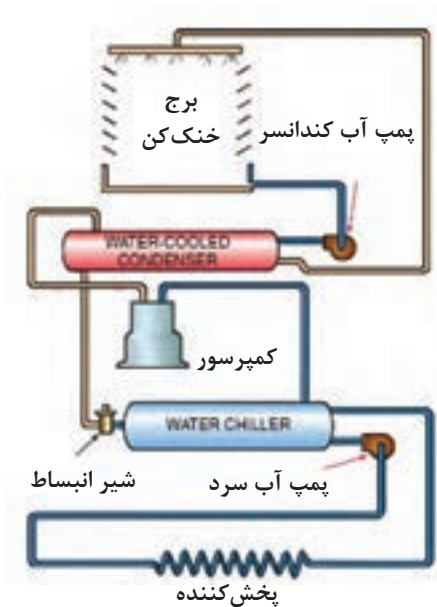 برج
خنک‌کن
پمپ آب کندانسر
WATER-COOLED
CONDENSER
کمپرسور
WATER CHILLER
شیر انبساط
پمپ آب سرد
پخش‌کننده